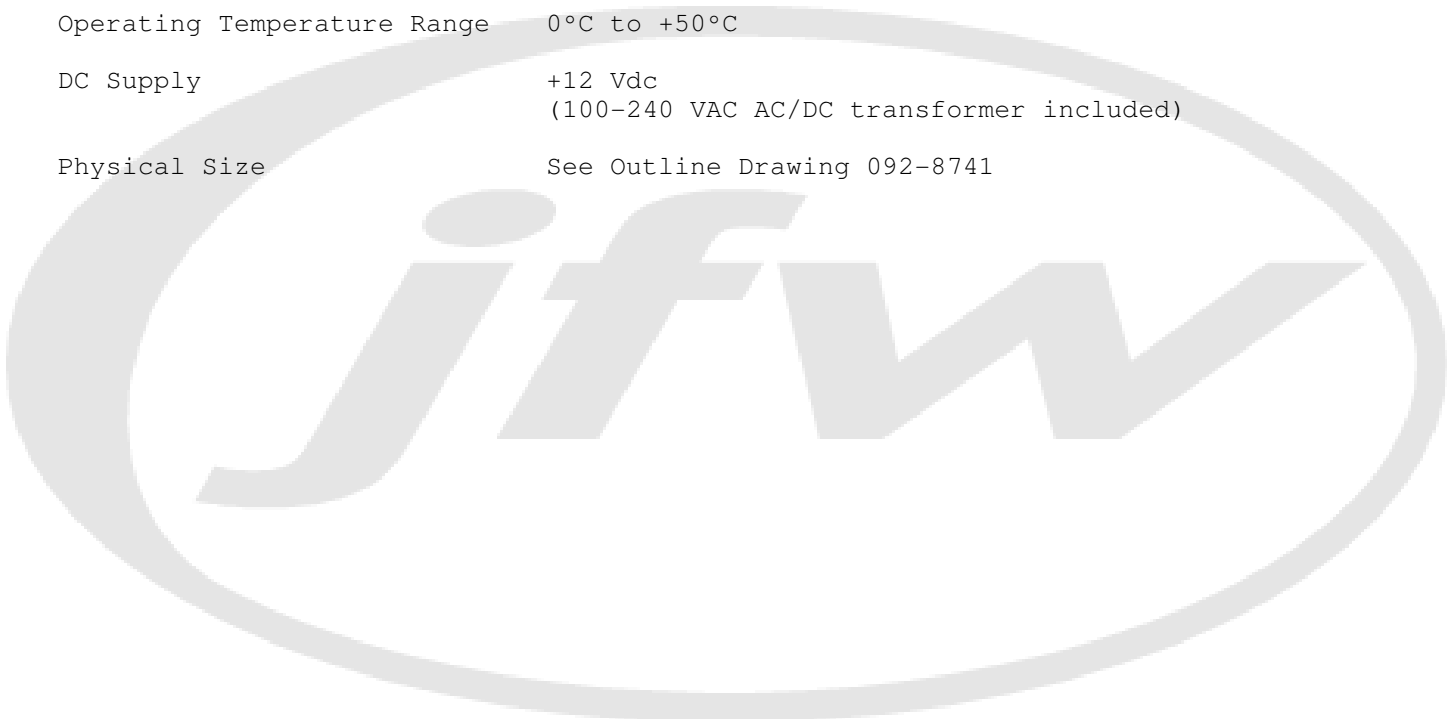 Operating Temperature Range 0°C to +50°C
DC Supply +12 Vdc
(100-240 VAC AC/DC transformer included)
Physical Size See Outline Drawing 092-8741
jfw